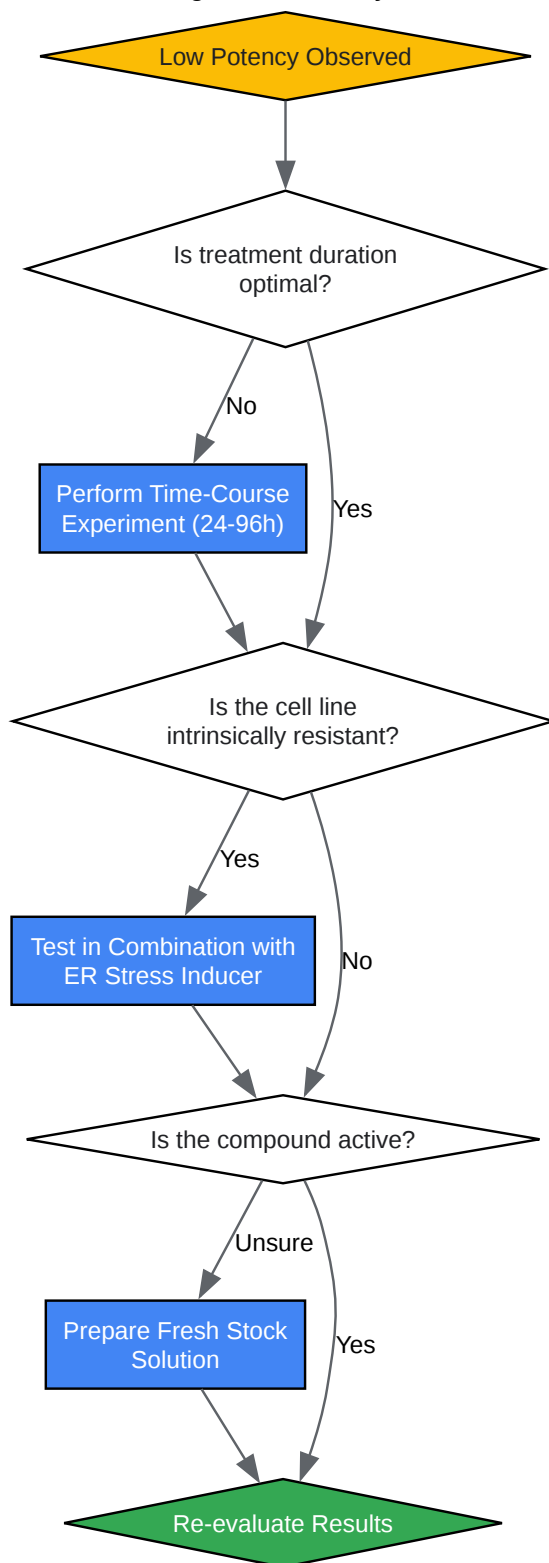 Low Potency Observed
Is treatment duration
optimal?
No
Perform Time-Course
Experiment (24-96h)
Yes
Is the cell line
intrinsically resistant?
Yes
Test in Combination with
ER Stress Inducer
No
Is the compound active?
Unsure
Prepare Fresh Stock
Solution
Yes
Re-evaluate Results